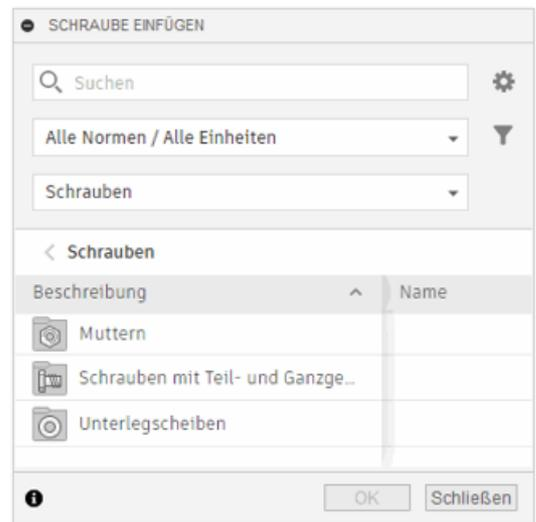 SCHRAUBE EINFÜGEN
Suchen
Alle Normen / Alle Einheiten
Schrauben
Schrauben
Beschreibung Name
Muttern
Schrauben mit Teil- und Ganzge...
Unterlegscheiben
OK Schließen